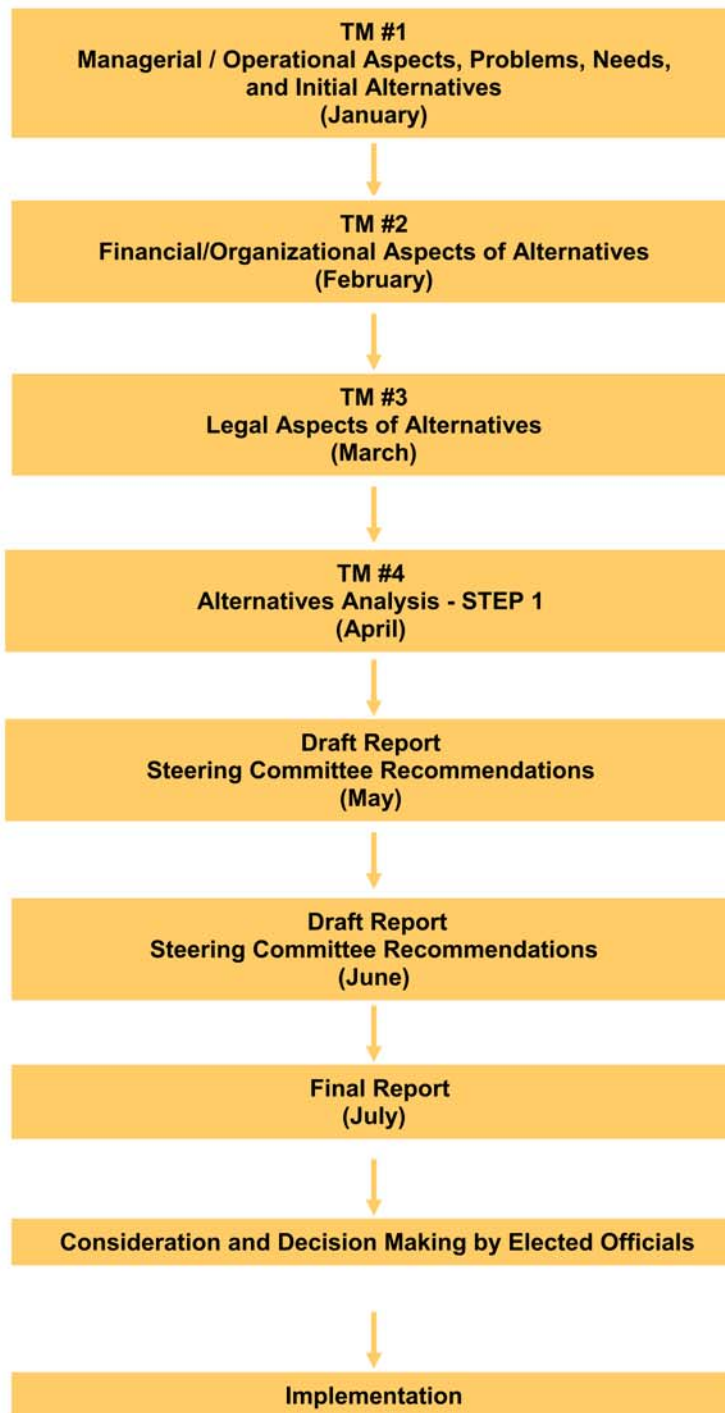 TM #1
Managerial / Operational Aspects, Problems, Needs,
and Initial Alternatives
(January)
TM #2
Financial/Organizational Aspects of Alternatives
(February)
TM #3
Legal Aspects of Alternatives
(March)
TM #4
Alternatives Analysis - STEP 1
(April)
Draft Report
Steering Committee Recommendations
(May)
Draft Report
Steering Committee Recommendations
(June)
Final Report
(July)
Consideration and Decision Making by Elected Officials
Implementation